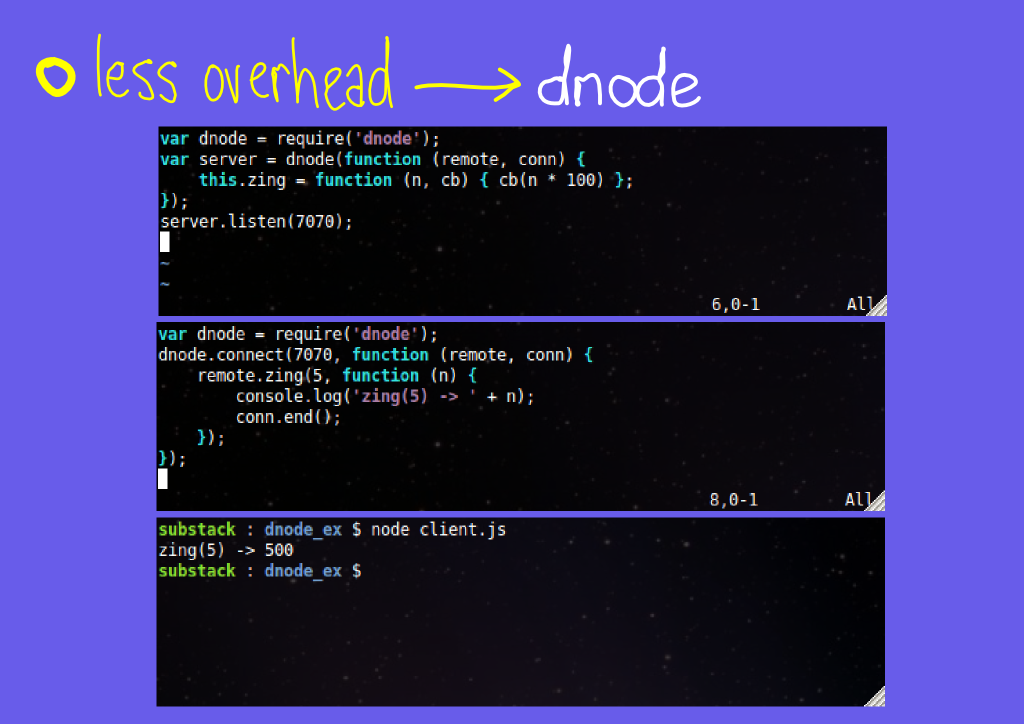 less overhead → dnode
var dnode = require('dnode');
var server = dnode(function (remote, conn) {
    this.zing = function (n, cb) { cb(n * 100) };
});
server.listen(7070);
~
~
6,0-1 All
var dnode = require('dnode');
dnode.connect(7070, function (remote, conn) {
    remote.zing(5, function (n) {
        console.log('zing(5) -> ' + n);
        conn.end();
    });
});
8,0-1 All
substack : dnode_ex $ node client.js
zing(5) -> 500
substack : dnode_ex $